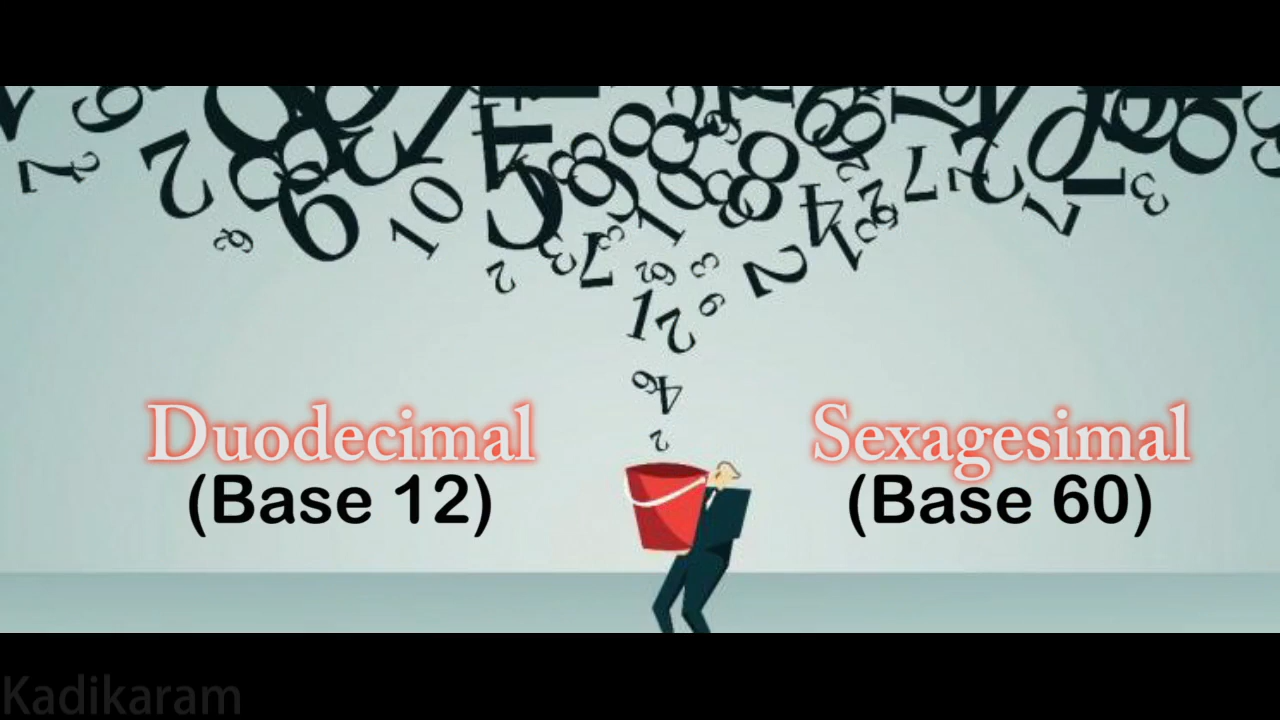 Duodecimal
(Base 12)
Sexagesimal
(Base 60)
Kadikaram